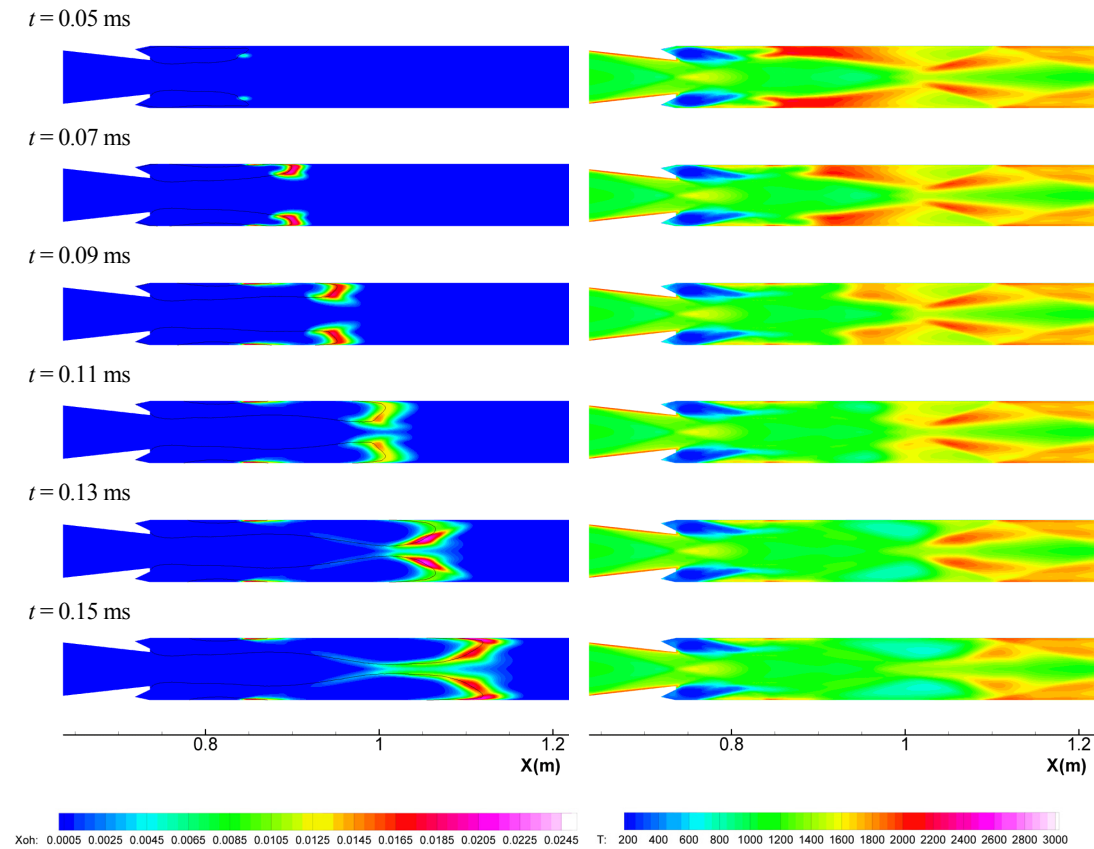 t = 0.05 ms
t = 0.07 ms
t = 0.09 ms
t = 0.11 ms
t = 0.13 ms
t = 0.15 ms
0.8 1 1.2 0.8 1 1.2
X(m) X(m)
Xoh: 0.0005 0.0025 0.0045 0.0065 0.0085 0.0105 0.0125 0.0145 0.0165 0.0185 0.0205 0.0225 0.0245 T: 200 400 600 800 1000 1200 1400 1600 1800 2000 2200 2400 2600 2800 3000